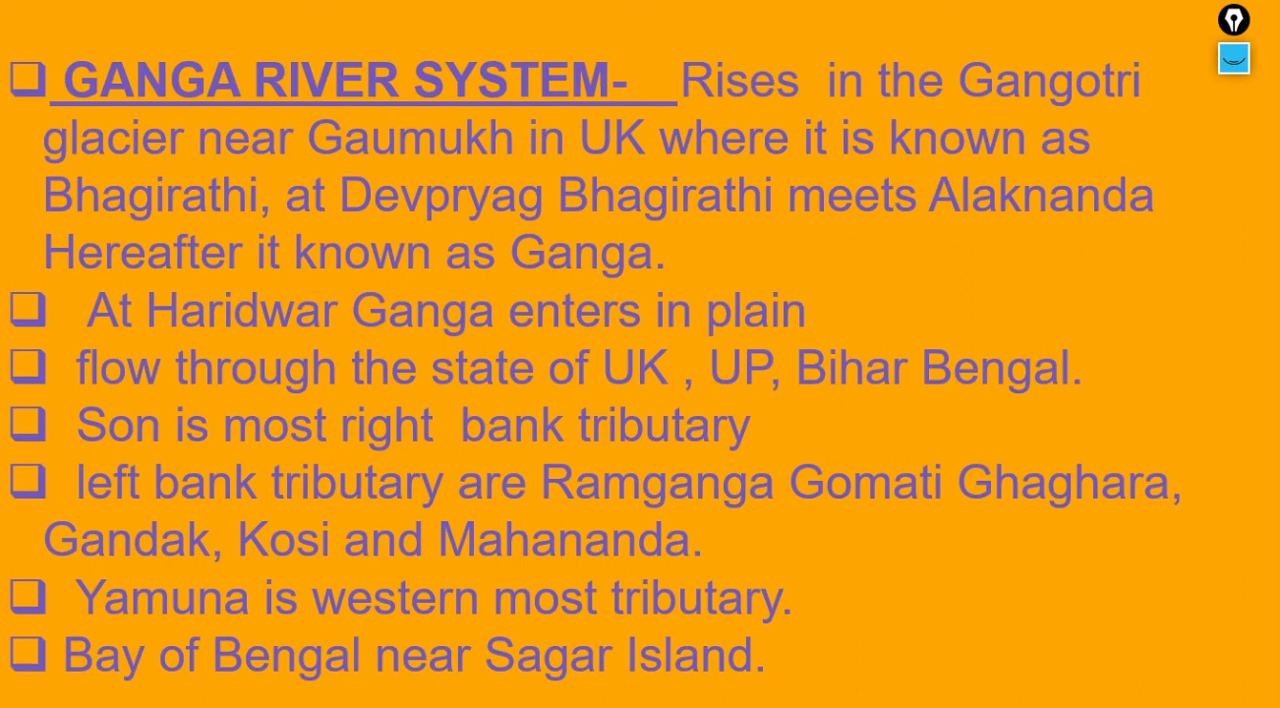 ❑ GANGA RIVER SYSTEM- Rises in the Gangotri
glacier near Gaumukh in UK where it is known as
Bhagirathi, at Devpryag Bhagirathi meets Alaknanda
Hereafter it known as Ganga.
❑ At Haridwar Ganga enters in plain
❑ flow through the state of UK , UP, Bihar Bengal.
❑ Son is most right bank tributary
❑ left bank tributary are Ramganga Gomati Ghaghara,
Gandak, Kosi and Mahananda.
❑ Yamuna is western most tributary.
❑ Bay of Bengal near Sagar Island.